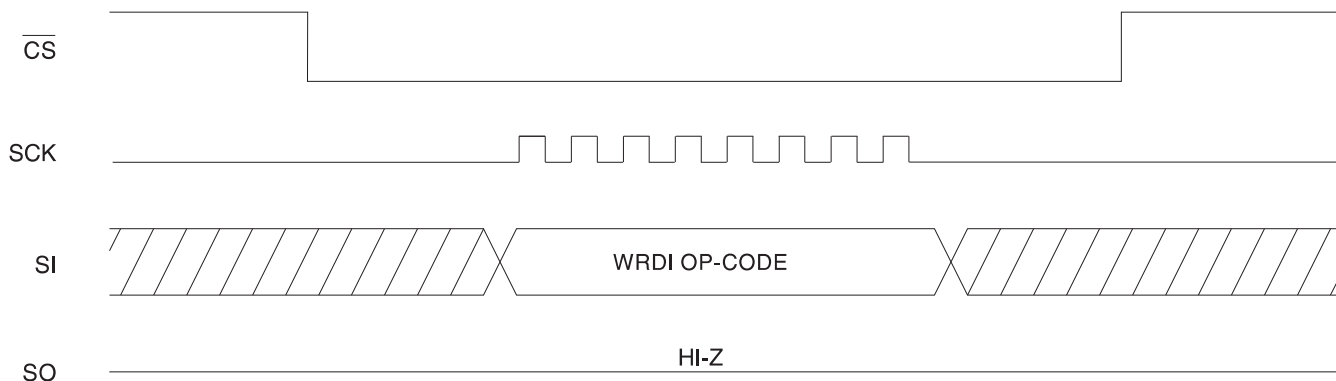 CS
SCK
SI
WRDI OP-CODE
SO
HI-Z